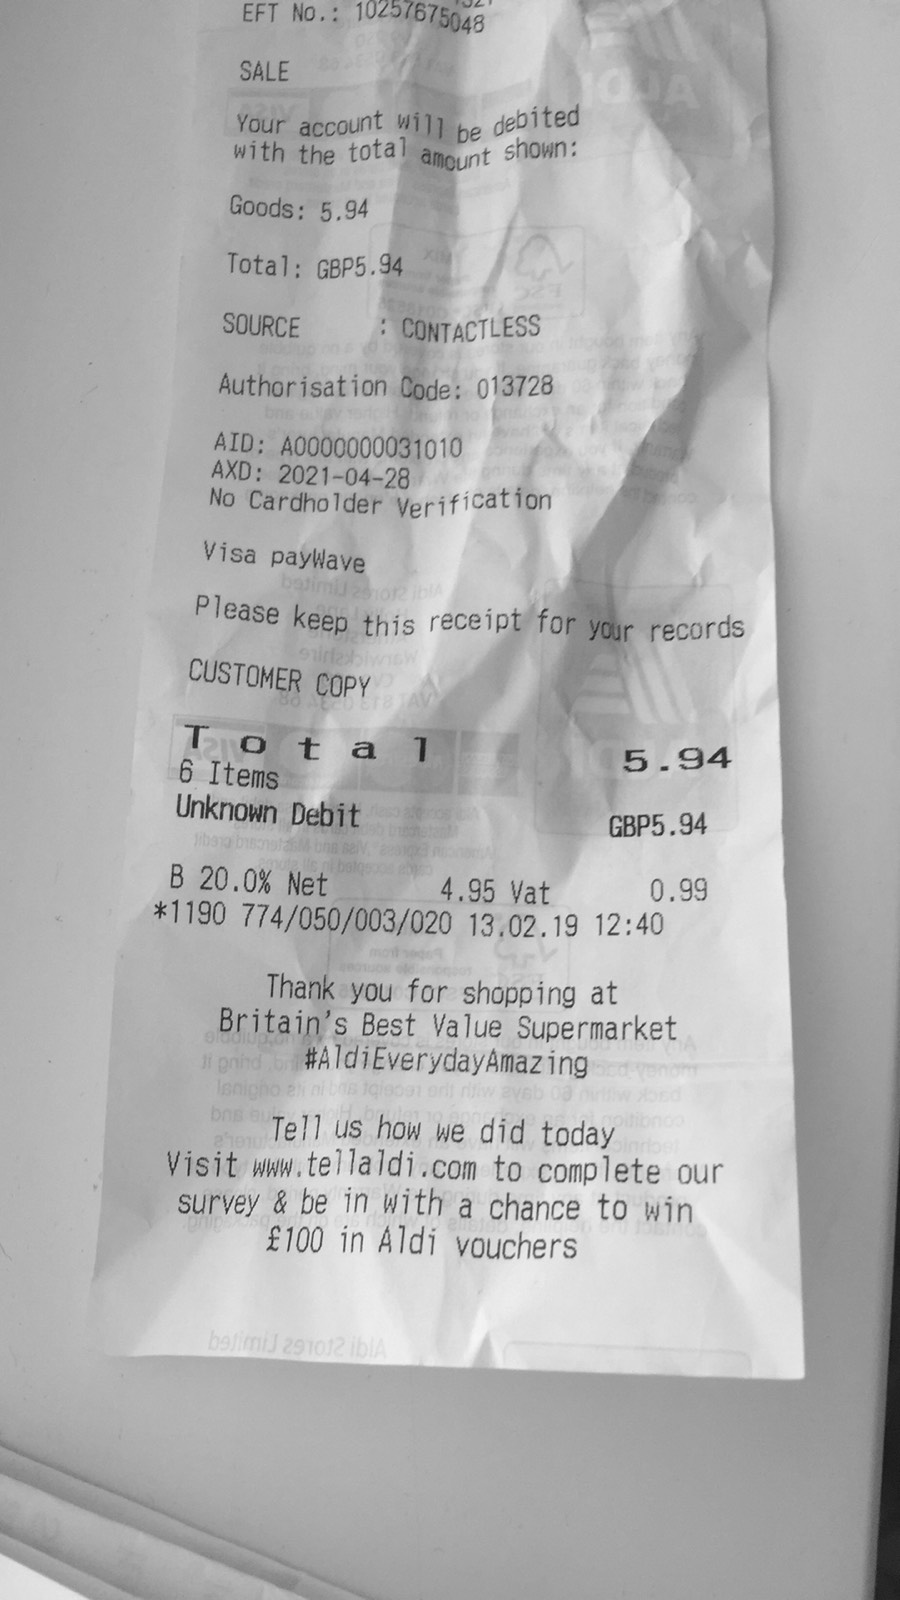 EFT No.: 10257675048
SALE
Your account will be debited
with the total amount shown:
Goods: 5.94
Total: GBP5.94
SOURCE : CONTACTLESS
Authorisation Code: 013728
AID: A0000000031010
AXD: 2021-04-28
No Cardholder Verification
Visa payWave
Please keep this receipt for your records
CUSTOMER COPY
Total 5.94
6 Items
Unknown Debit GBP5.94
B 20.0% Net 4.95 Vat 0.99
*1190 774/050/003/020 13.02.19 12:40
Thank you for shopping at
Britain's Best Value Supermarket
#AldiEverydayAmazing
Tell us how we did today
Visit www.tellaldi.com to complete our
survey & be in with a chance to win
£100 in Aldi vouchers
Aldi Stores Limited